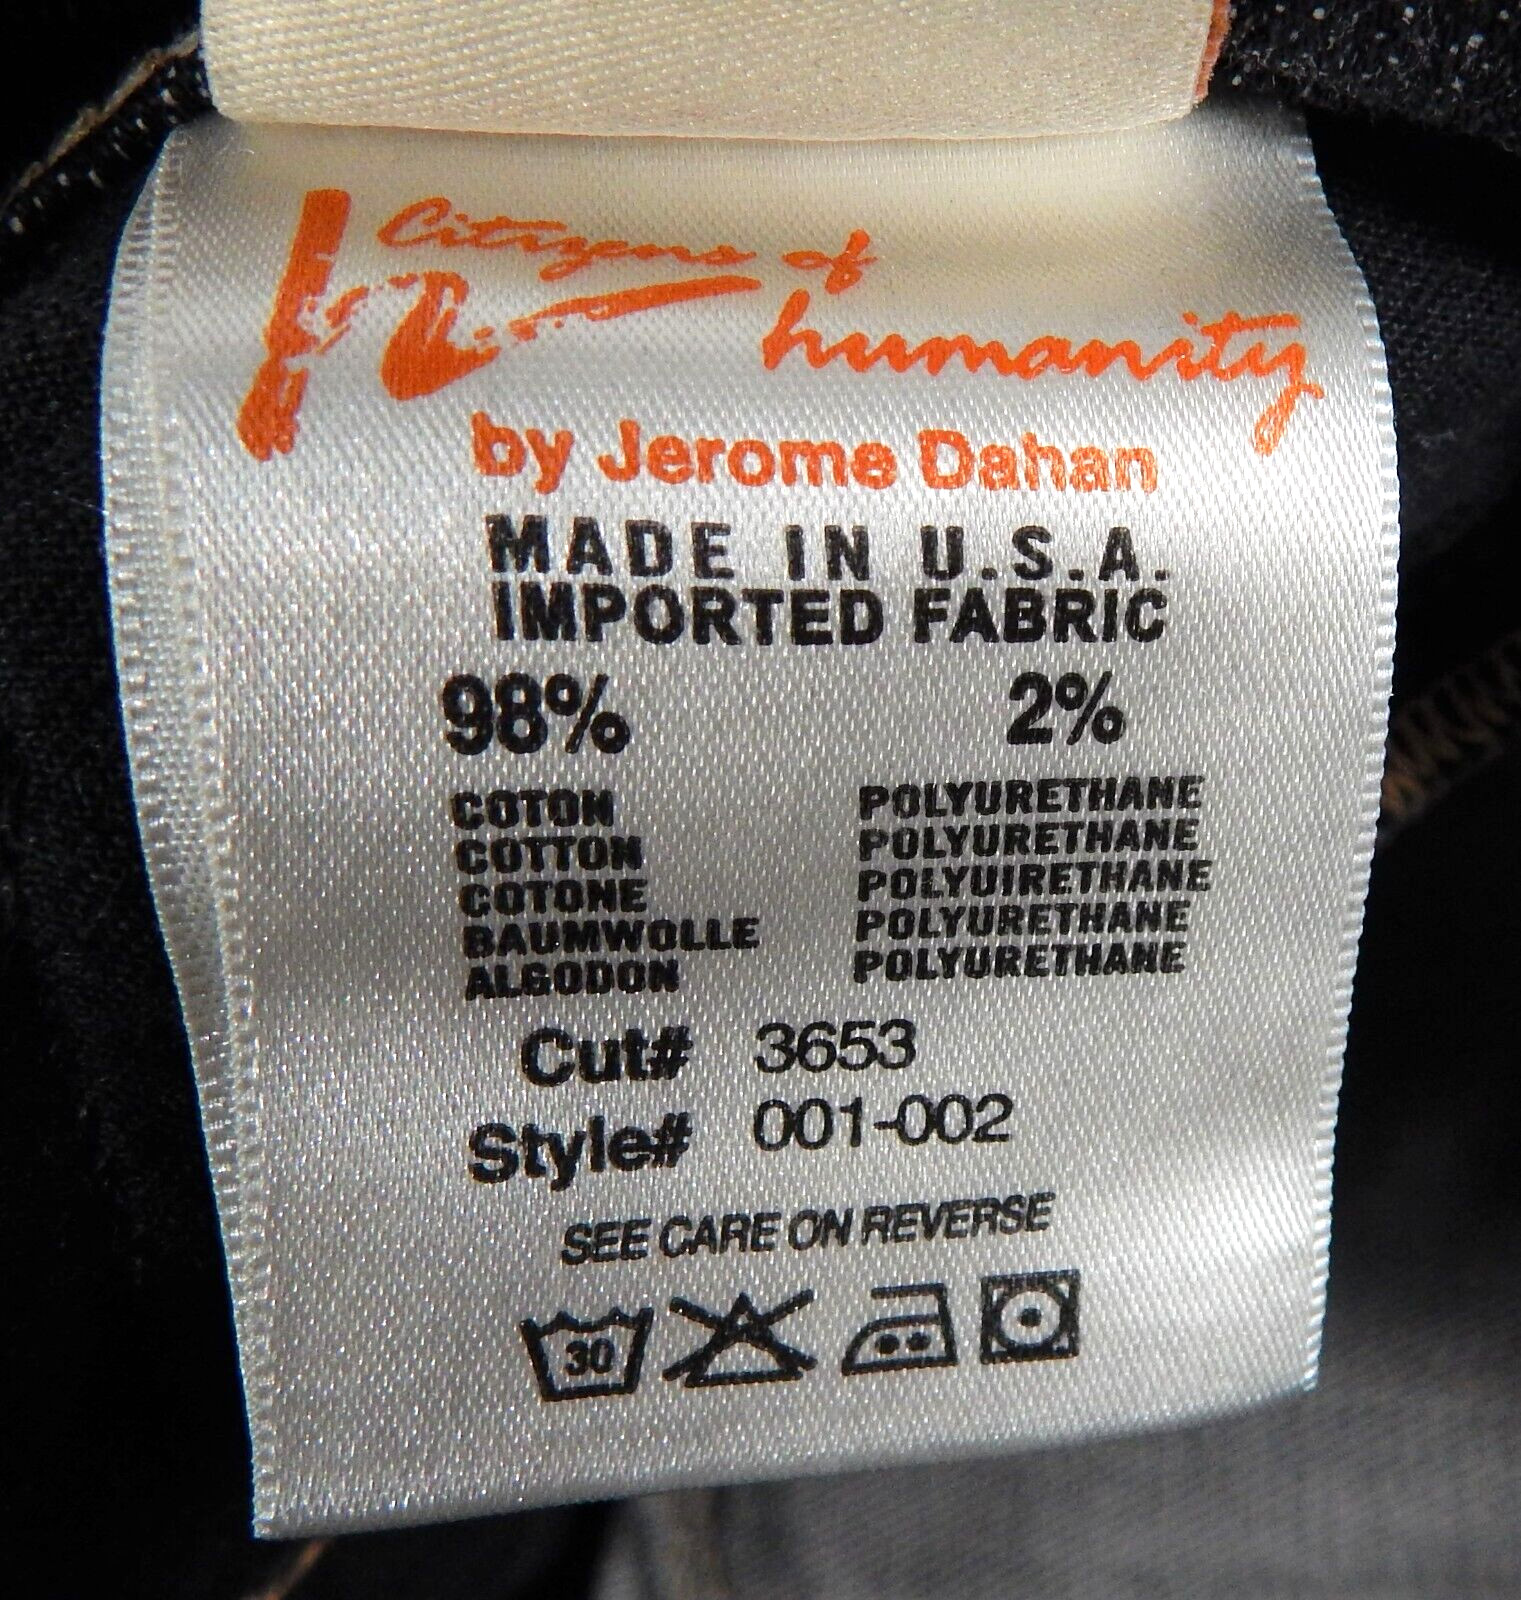 Citizens of
humanity
by Jerome Dahan
MADE IN U.S.A.
IMPORTED FABRIC
98% 2%
COTON POLYURETHANE
COTTON POLYURETHANE
COTONE POLYUIRETHANE
BAUMWOLLE POLYURETHANE
ALGODON POLYURETHANE
Cut# 3653
Style# 001-002
SEE CARE ON REVERSE
30